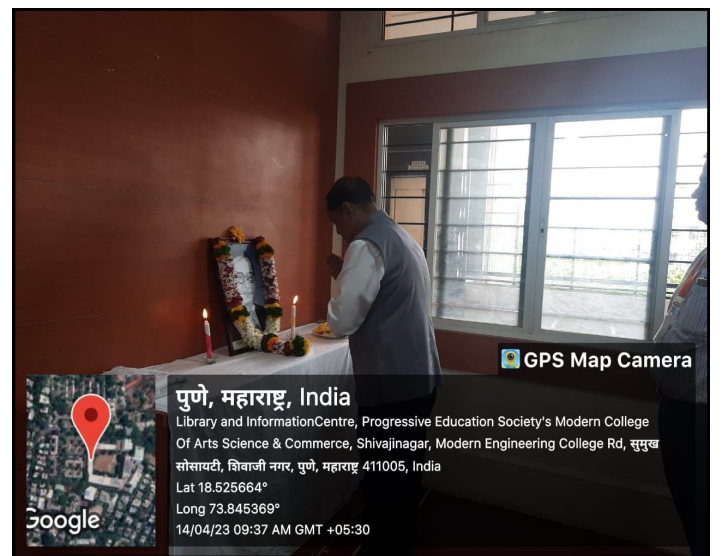 GPS Map Camera
पुणे, महाराष्ट्र, India
Library and InformationCentre, Progressive Education Society's Modern College
Of Arts Science & Commerce, Shivajinagar, Modern Engineering College Rd, सुमुख
सोसायटी, शिवाजी नगर, पुणे, महाराष्ट्र 411005, India
Lat 18.525664°
Long 73.845369°
14/04/23 09:37 AM GMT +05:30
Google